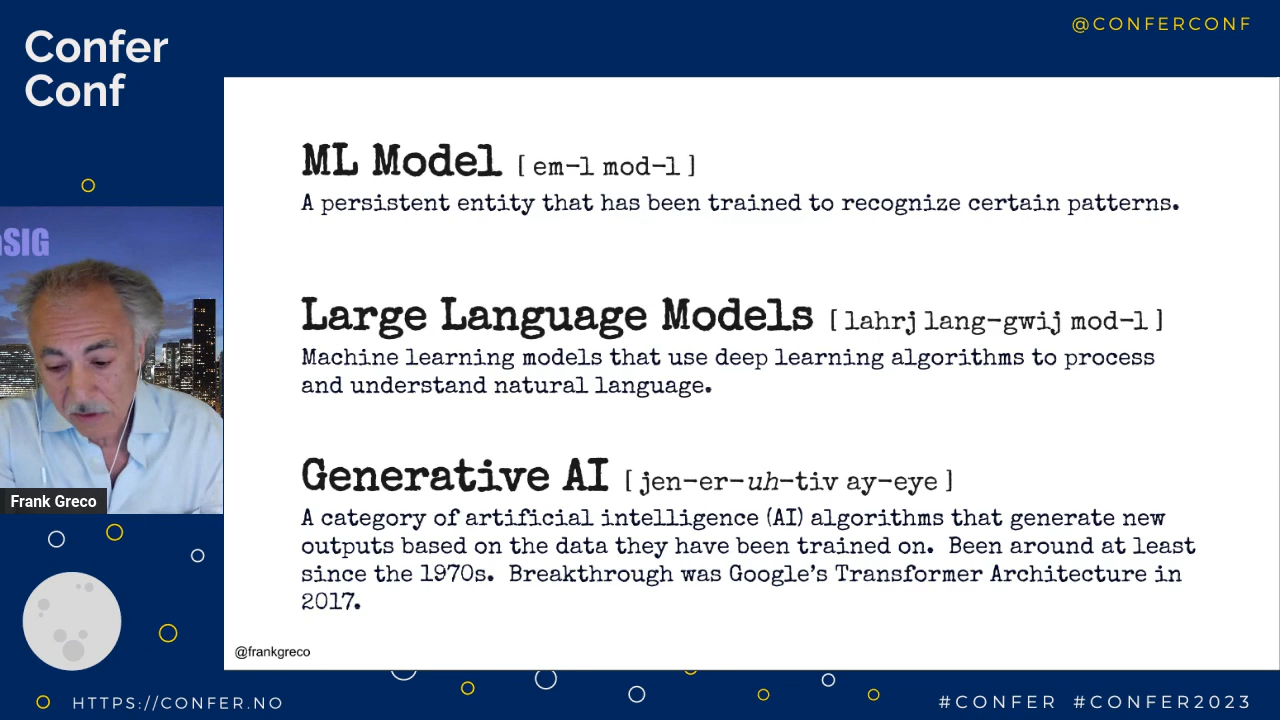 Confer
Conf
@CONFERCONF
ML Model [ em-l mod-l ]
A persistent entity that has been trained to recognize certain patterns.
Large Language Models [ lahrj lang-gwij mod-l ]
Machine learning models that use deep learning algorithms to process
and understand natural language.
Generative AI [ jen-er-uh-tiv ay-eye ]
A category of artificial intelligence (AI) algorithms that generate new
outputs based on the data they have been trained on. Been around at least
since the 1970s. Breakthrough was Google's Transformer Architecture in
2017.
@frankgreco
SIG
Frank Greco
HTTPS://CONFER.NO
#CONFER #CONFER2023